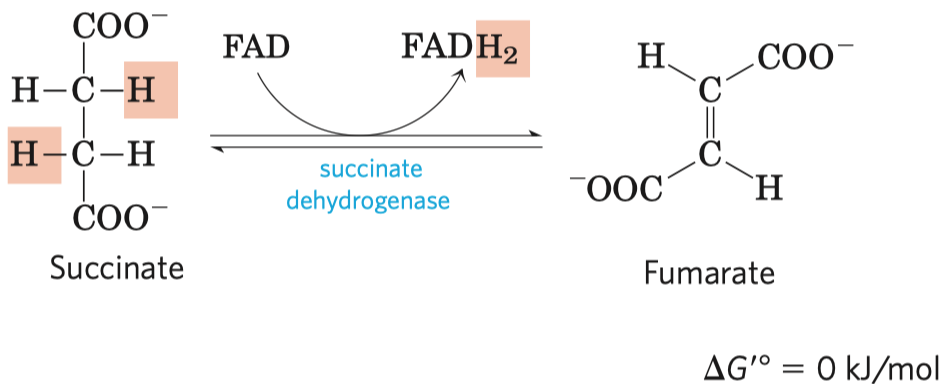 COO⁻
H–C–H
H–C–H
COO⁻
Succinate
FAD FADH₂
succinate
dehydrogenase
H COO⁻
C
C
⁻OOC H
Fumarate
ΔG′° = 0 kJ/mol